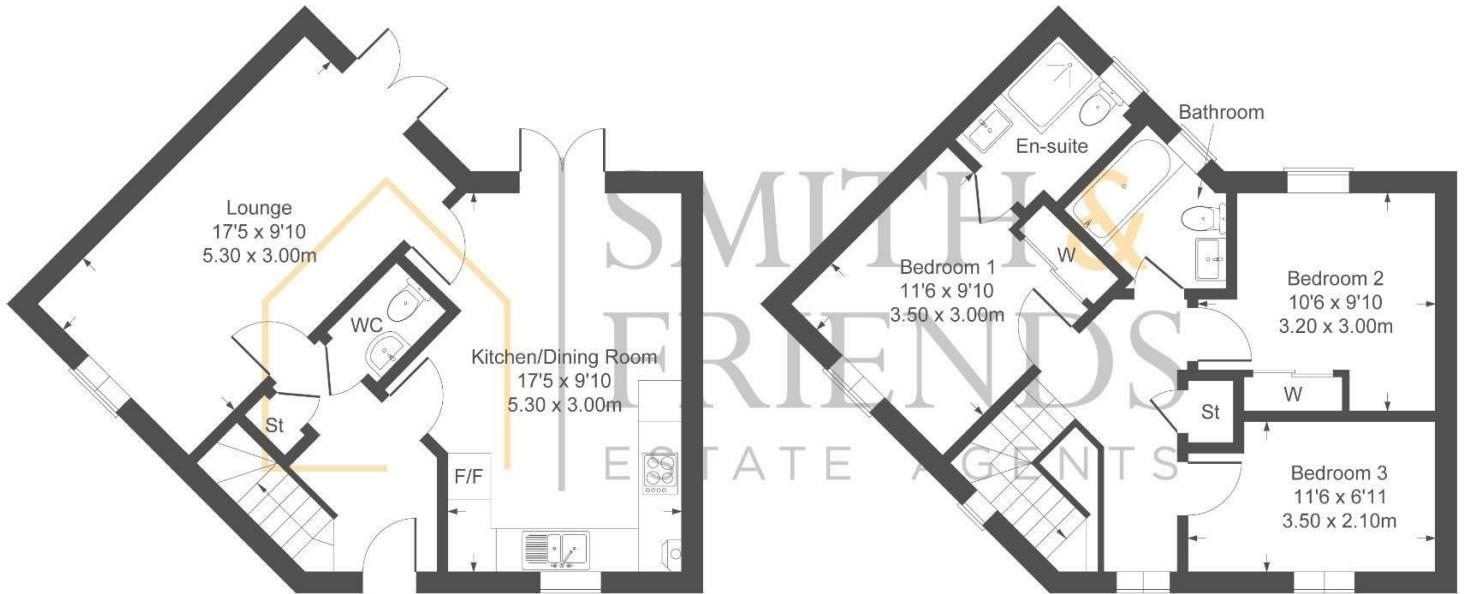 Lounge
17'5 x 9'10
5.30 x 3.00m
WC
St
Kitchen/Dining Room
17'5 x 9'10
5.30 x 3.00m
F/F
SMITH &
FRIENDS
ESTATE AGENTS
En-suite
Bathroom
Bedroom 1
11'6 x 9'10
3.50 x 3.00m
W
Bedroom 2
10'6 x 9'10
3.20 x 3.00m
W
St
Bedroom 3
11'6 x 6'11
3.50 x 2.10m